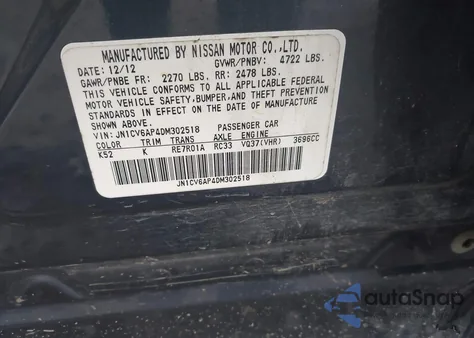 MANUFACTURED BY NISSAN MOTOR CO.,LTD.
DATE: 12/12 GVWR/PNBV: 4722 LBS.
GAWR/PNBE FR: 2270 LBS. RR: 2478 LBS.
THIS VEHICLE CONFORMS TO ALL APPLICABLE FEDERAL
MOTOR VEHICLE SAFETY,BUMPER,AND THEFT PREVENTION
STANDARDS IN EFFECT ON THE DATE OF MANUFACTURE
SHOWN ABOVE.
VIN: JN1CV6AP4DM302518 PASSENGER CAR
COLOR TRIM TRANS AXLE ENGINE
K52 K RE7R01A RC33 VQ37(VHR) 3696CC
JN1CV6AP4DM302518
autoSnap